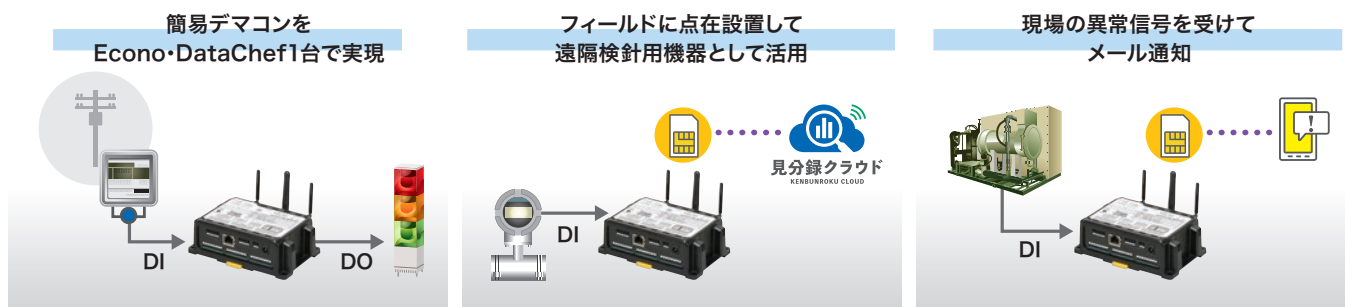 簡易デマコンを
Econo・DataChef1台で実現
DI
DO
フィールドに点在設置して
遠隔検針用機器として活用
見分録クラウド
KENBUNROKU CLOUD
DI
現場の異常信号を受けて
メール通知
!
DI